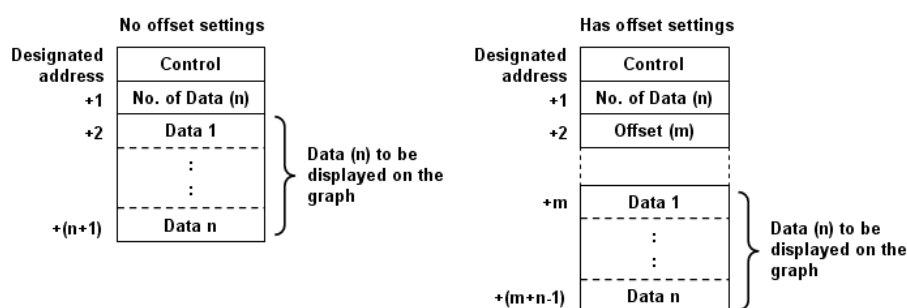 No offset settings
Designated address
Control
+1
No. of Data (n)
+2
Data 1
:
:
+(n+1)
Data n
Data (n) to be
displayed on the
graph
Has offset settings
Designated address
Control
+1
No. of Data (n)
+2
Offset (m)
+m
Data 1
:
:
+(m+n-1)
Data n
Data (n) to be
displayed on the
graph